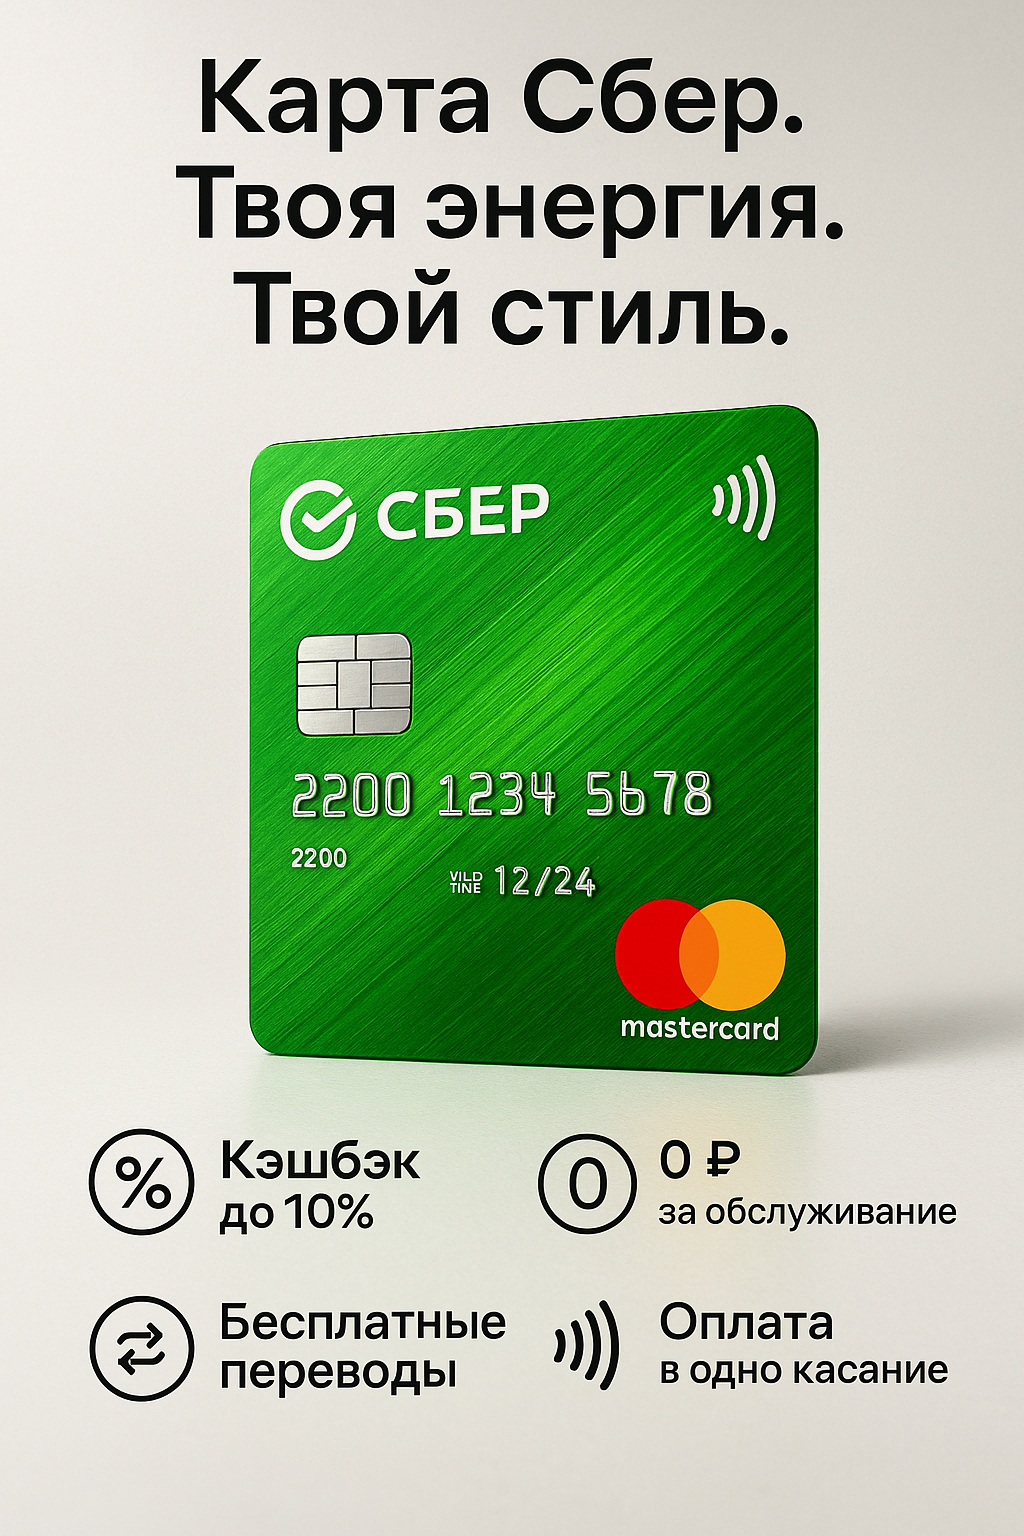 Карта Сбер.
Твоя энергия.
Твой стиль.
СБЕР
2200 1234 5678
2200
VILD
TINE
12/24
mastercard
%
Кэшбэк
до 10%
0
0 ₽
за обслуживание
Бесплатные
переводы
Оплата
в одно касание